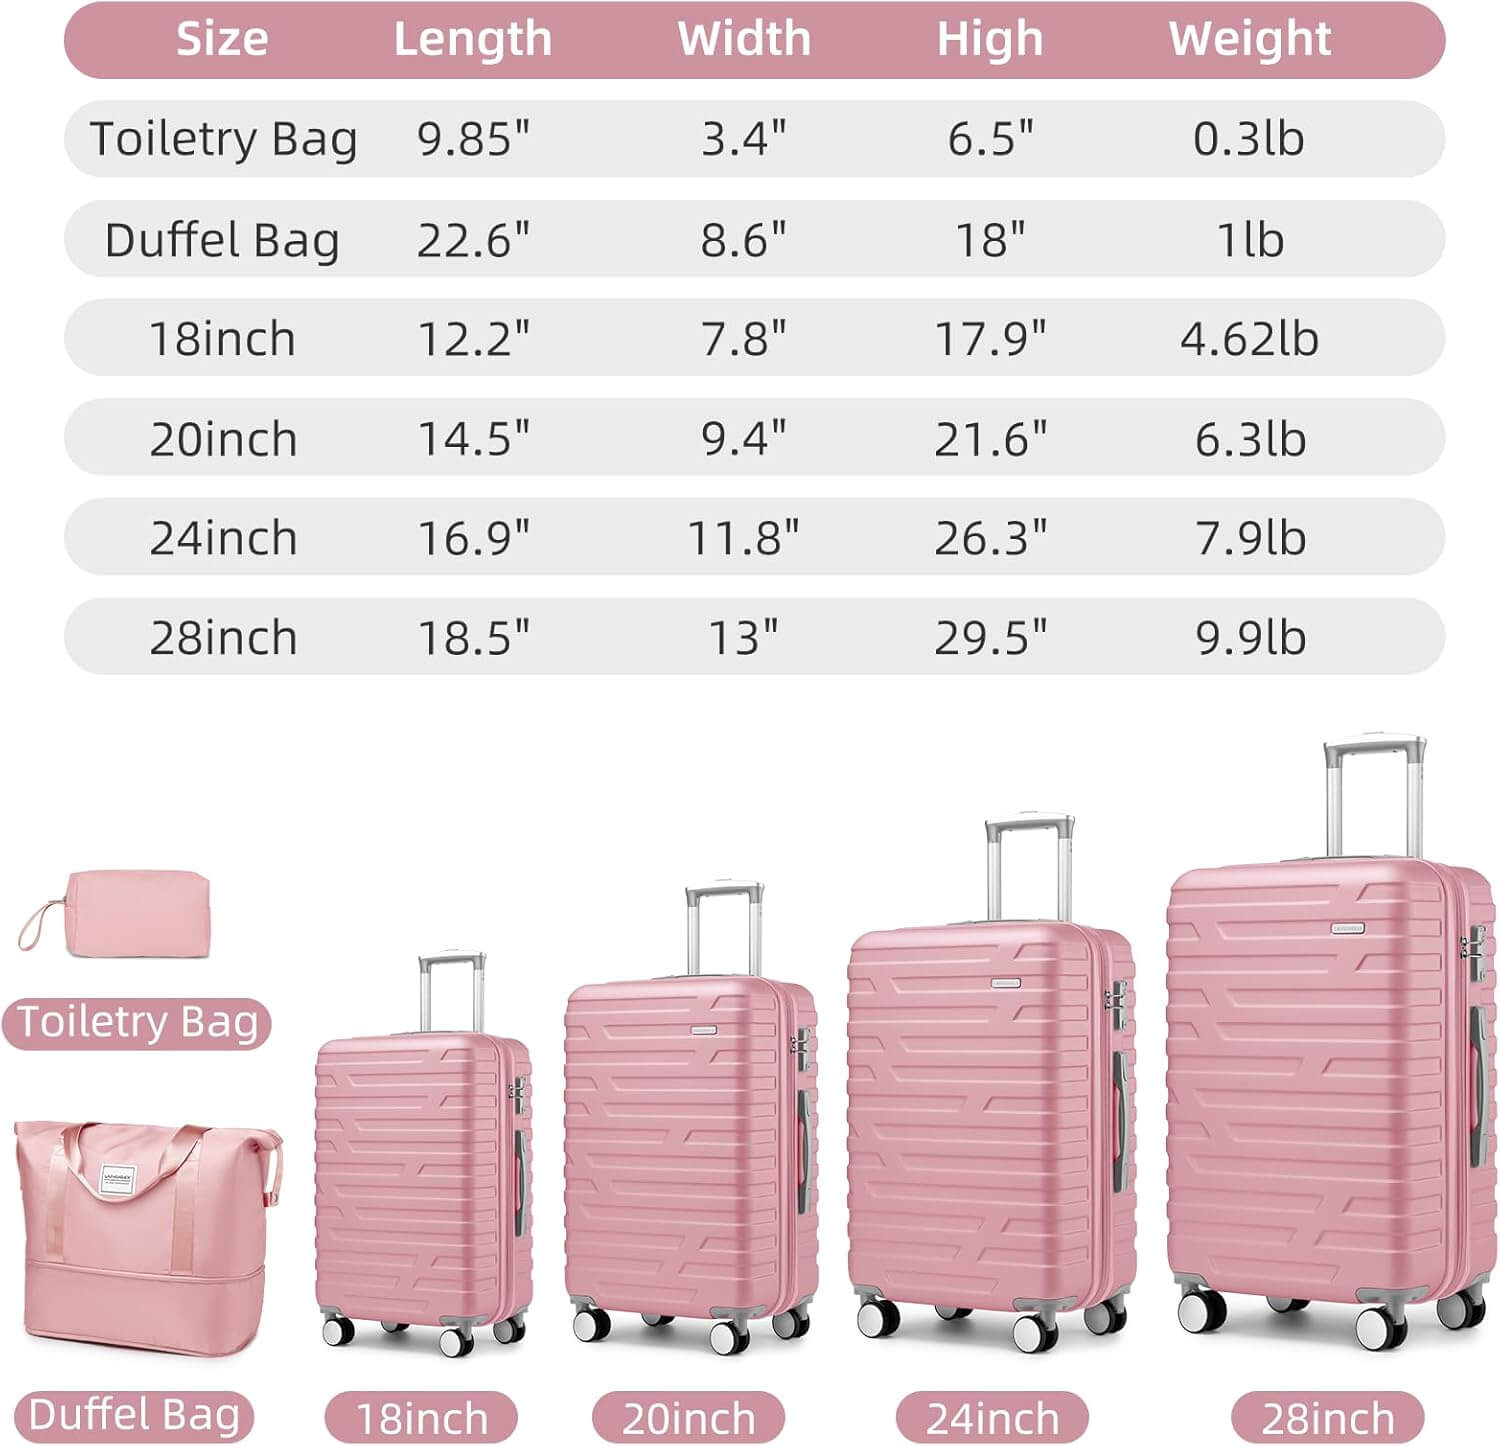 Size Length Width High Weight
Toiletry Bag 9.85" 3.4" 6.5" 0.3lb
Duffel Bag 22.6" 8.6" 18" 1lb
18inch 12.2" 7.8" 17.9" 4.62lb
20inch 14.5" 9.4" 21.6" 6.3lb
24inch 16.9" 11.8" 26.3" 7.9lb
28inch 18.5" 13" 29.5" 9.9lb
Toiletry Bag
Duffel Bag 18inch 20inch 24inch 28inch